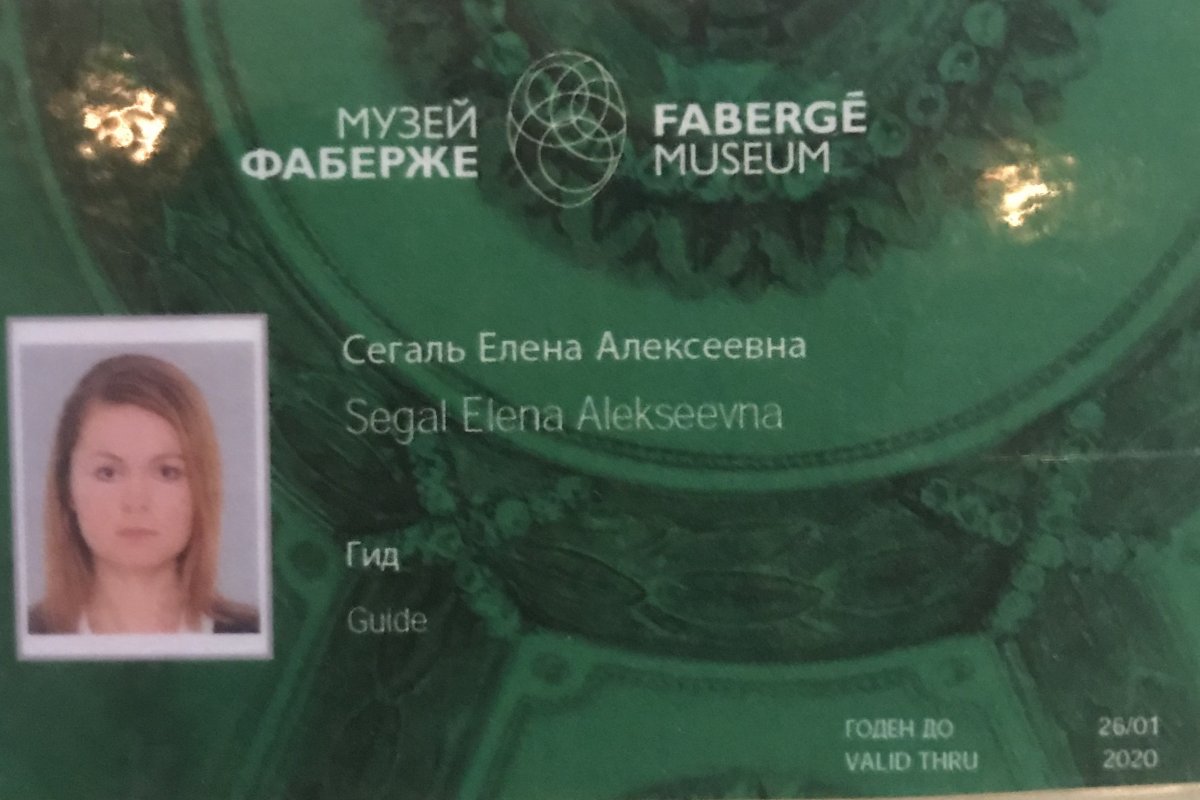 МУЗЕЙ
ФАБЕРЖЕ
FABERGÉ
MUSEUM
Сегаль Елена Алексеевна
Segal Elena Alekseevna
Гид
Guide
ГОДЕН ДО 26/01
VALID THRU 2020